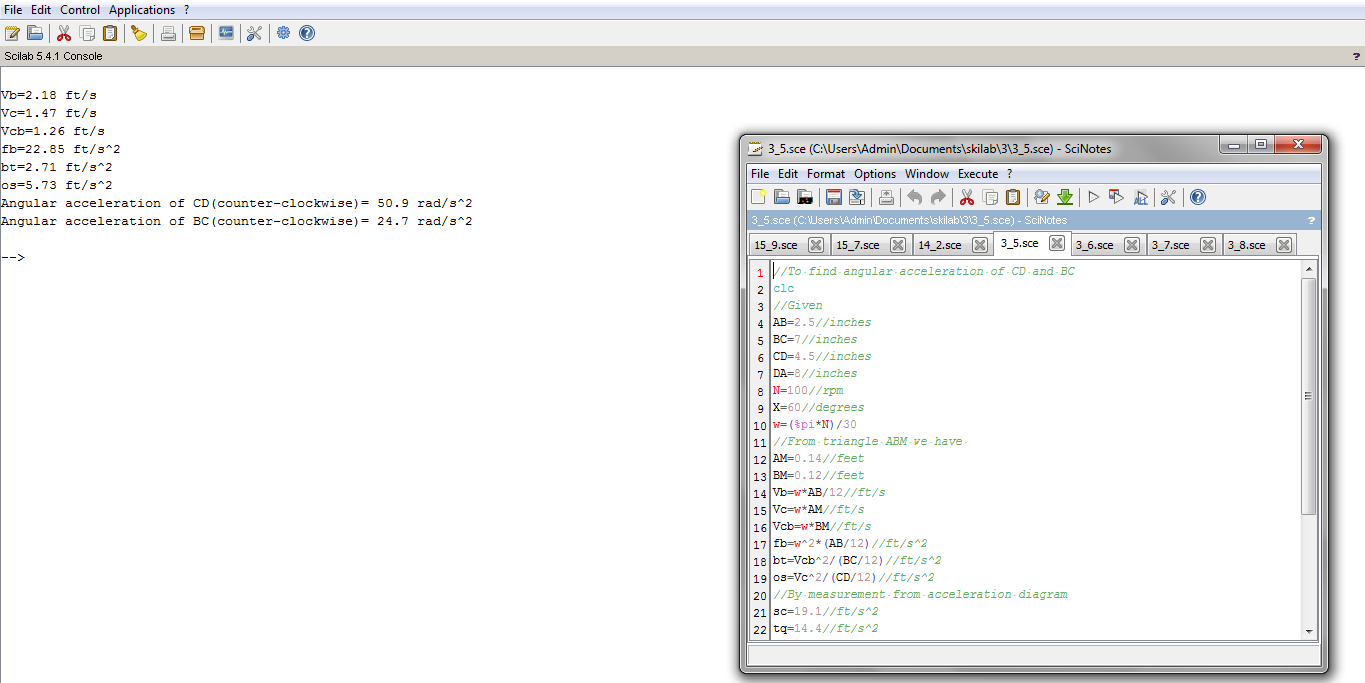 File Edit Control Applications ?
Scilab 5.4.1 Console ?
Vb=2.18 ft/s
Vc=1.47 ft/s
Vcb=1.26 ft/s
fb=22.85 ft/s^2
bt=2.71 ft/s^2
os=5.73 ft/s^2
Angular acceleration of CD(counter-clockwise)= 50.9 rad/s^2
Angular acceleration of BC(counter-clockwise)= 24.7 rad/s^2
-->
3_5.sce (C:\Users\Admin\Documents\skilab\3\3_5.sce) - SciNotes
File Edit Format Options Window Execute ?
3_5.sce (C:\Users\Admin\Documents\skilab\3\3_5.sce) - SciNotes ?
15_9.sce 15_7.sce 14_2.sce 3_5.sce 3_6.sce 3_7.sce 3_8.sce
1 //To find angular acceleration of CD and BC
2 clc
3 //Given
4 AB=2.5//inches
5 BC=7//inches
6 CD=4.5//inches
7 DA=8//inches
8 N=100//rpm
9 X=60//degrees
10 w=(%pi*N)/30
11 //From triangle ABM we have
12 AM=0.14//feet
13 BM=0.12//feet
14 Vb=w*AB/12//ft/s
15 Vc=w*AM//ft/s
16 Vcb=w*BM//ft/s
17 fb=w^2*(AB/12)//ft/s^2
18 bt=Vcb^2/(BC/12)//ft/s^2
19 os=Vc^2/(CD/12)//ft/s^2
20 //By measurement from acceleration diagram
21 sc=19.1//ft/s^2
22 tq=14.4//ft/s^2